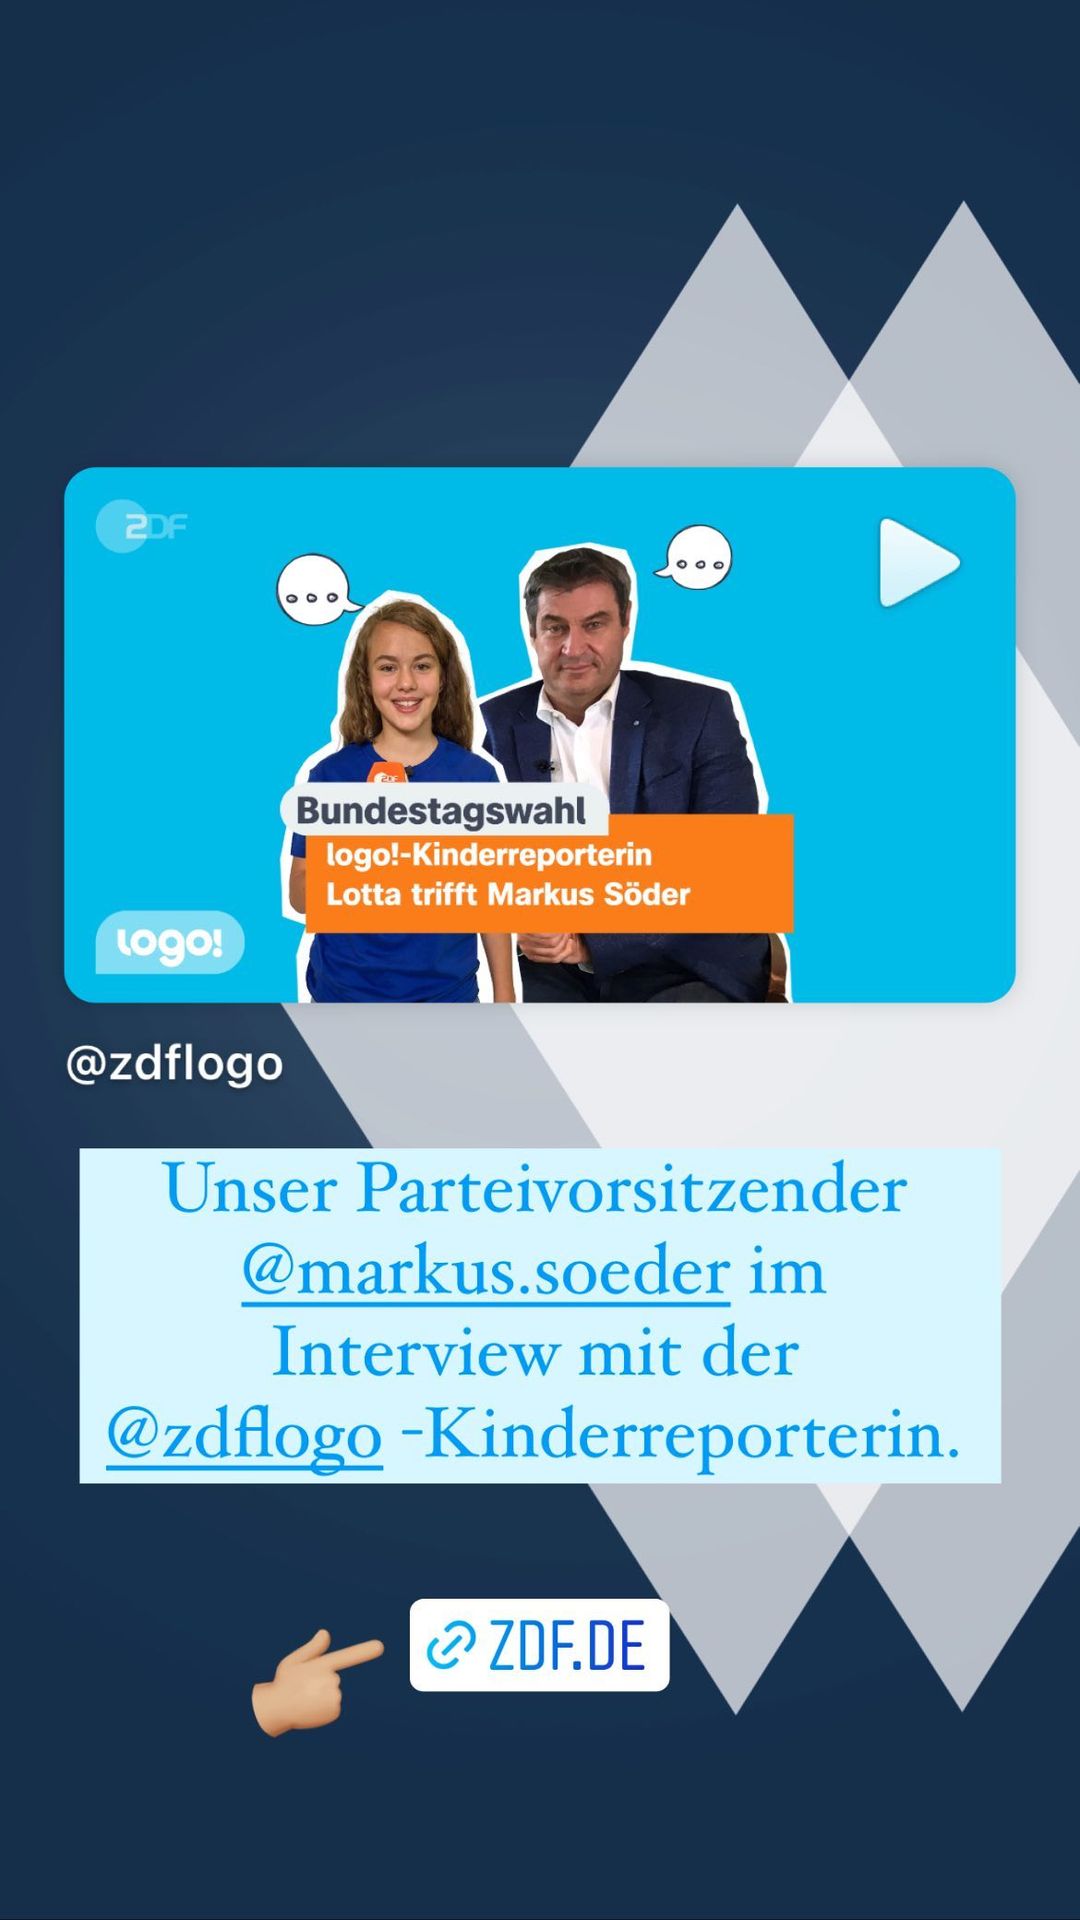 ZDF
ZDF
Bundestagswahl
logo!-Kinderreporterin
Lotta trifft Markus Söder
logo!
@zdflogo
Unser Parteivorsitzender
@markus.soeder im
Interview mit der
@zdflogo -Kinderreporterin.
ZDF.DE